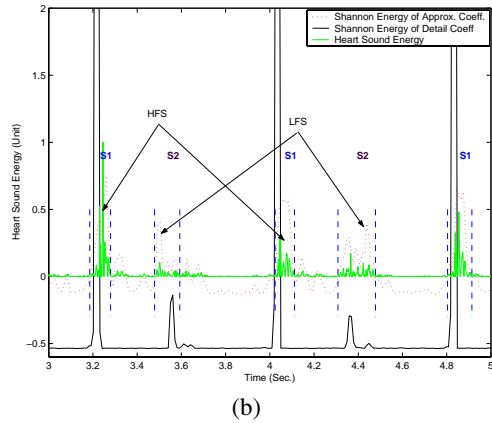 2
Shannon Energy of Approx. Coeff.
Shannon Energy of Detail Coeff
Heart Sound Energy
1.5
HFS
LFS
1
S1
S2
S1
S2
S1
0.5
0
−0.5
Heart Sound Energy (Unit)
3 3.2 3.4 3.6 3.8 4 4.2 4.4 4.6 4.8 5
Time (Sec.)
(b)